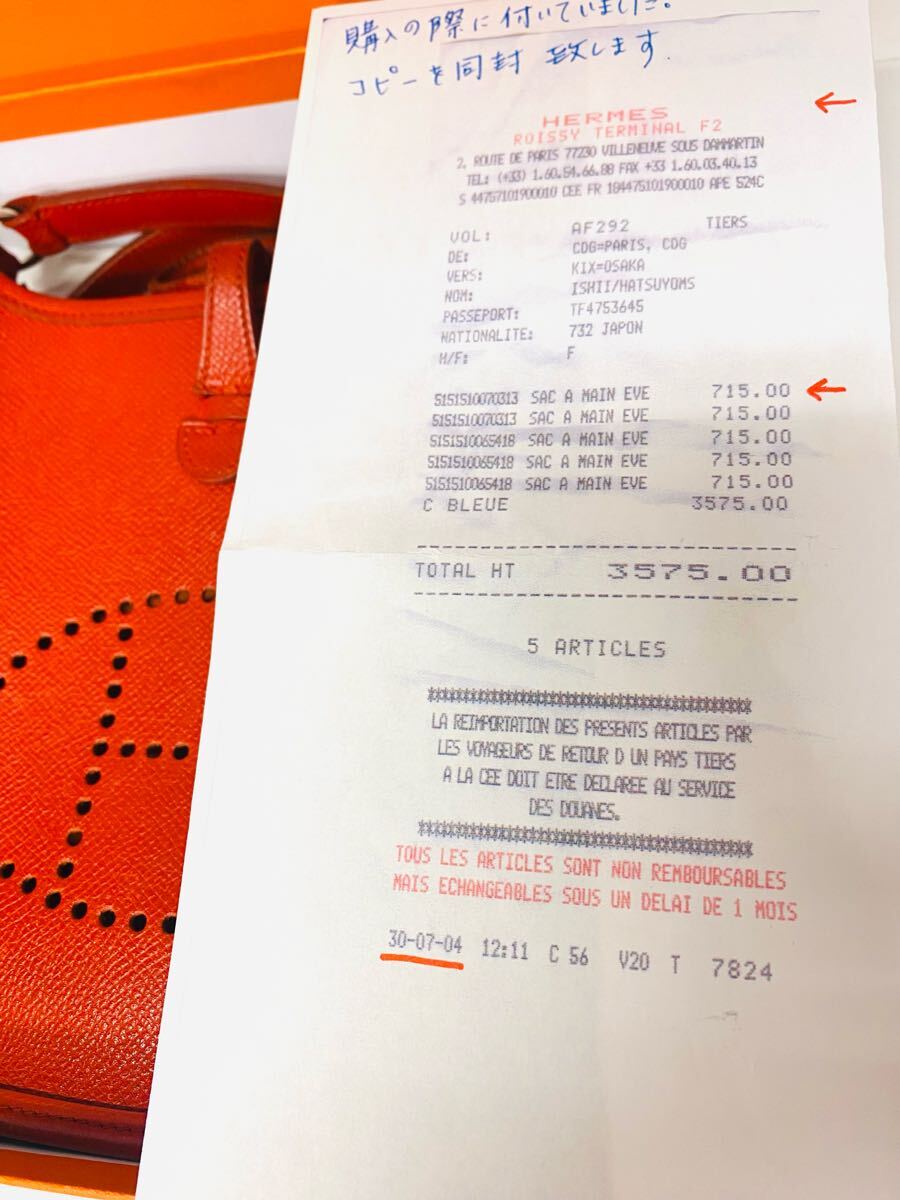 購入の際に付いていました。
コピーを同封致します
HERMES
ROISSY TERMINAL F2
2, ROUTE DE PARIS 77230 VILLENEUVE SOUS DAMMARTIN
TEL: (+33) 1.60.54.66.88 FAX +33 1.60.03.40.13
S 44757101900010 CEE FR 184475101900010 APE 524C
VOL: AF292 TIERS
DE: CDG=PARIS, CDG
VERS: KIX=OSAKA
NOM: ISHII/HATSUYOMS
PASSEPORT: TF4753645
NATIONALITE: 732 JAPON
M/F: F
5151510070313 SAC A MAIN EVE 715.00
5151510070313 SAC A MAIN EVE 715.00
5151510065418 SAC A MAIN EVE 715.00
5151510065418 SAC A MAIN EVE 715.00
5151510065418 SAC A MAIN EVE 715.00
C BLEUE 3575.00
TOTAL HT 3575.00
5 ARTICLES
LA REIMPORTATION DES PRESENTS ARTICLES PAR
LES VOYAGEURS DE RETOUR D UN PAYS TIERS
A LA CEE DOIT ETRE DECLAREE AU SERVICE
DES DOUANES.
TOUS LES ARTICLES SONT NON REMBOURSABLES
MAIS ECHANGEABLES SOUS UN DELAI DE 1 MOIS
30-07-04 12:11 C 56 V20 T 7824